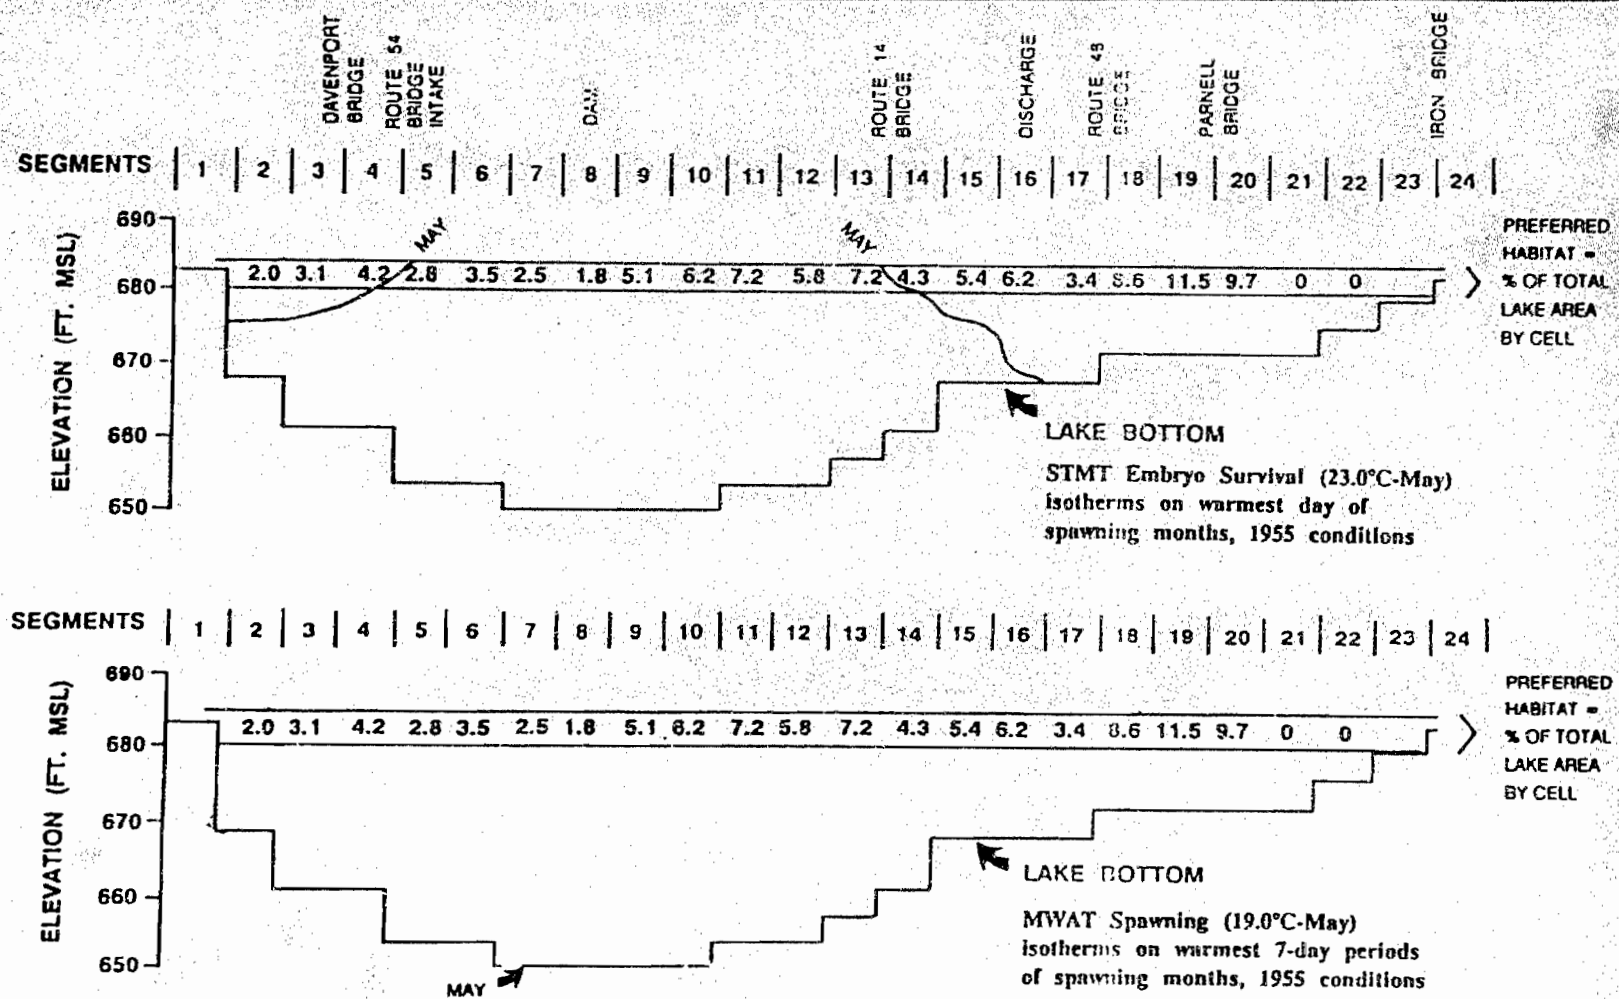 DAVENPORT
BRIDGE
ROUTE 54
BRIDGE
INTAKE
DAM
ROUTE 14
BRIDGE
DISCHARGE
ROUTE 48
BRIDGE
PARNELL
BRIDGE
IRON BRIDGE
SEGMENTS 1 2 3 4 5 6 7 8 9 10 11 12 13 14 15 16 17 18 19 20 21 22 23 24
ELEVATION (FT. MSL)
690
680
670
660
650
MAY
MAY
2.0 3.1 4.2 2.8 3.5 2.5 1.8 5.1 6.2 7.2 5.8 7.2 4.3 5.4 6.2 3.4 8.6 11.5 9.7 0 0
PREFERRED
HABITAT =
% OF TOTAL
LAKE AREA
BY CELL
LAKE BOTTOM
STMT Embryo Survival (23.0°C-May)
isotherms on warmest day of
spawning months, 1955 conditions
SEGMENTS 1 2 3 4 5 6 7 8 9 10 11 12 13 14 15 16 17 18 19 20 21 22 23 24
ELEVATION (FT. MSL)
690
680
670
660
650
2.0 3.1 4.2 2.8 3.5 2.5 1.8 5.1 6.2 7.2 5.8 7.2 4.3 5.4 6.2 3.4 8.6 11.5 9.7 0 0
PREFERRED
HABITAT =
% OF TOTAL
LAKE AREA
BY CELL
LAKE BOTTOM
MWAT Spawning (19.0°C-May)
isotherms on warmest 7-day periods
of spawning months, 1955 conditions
MAY